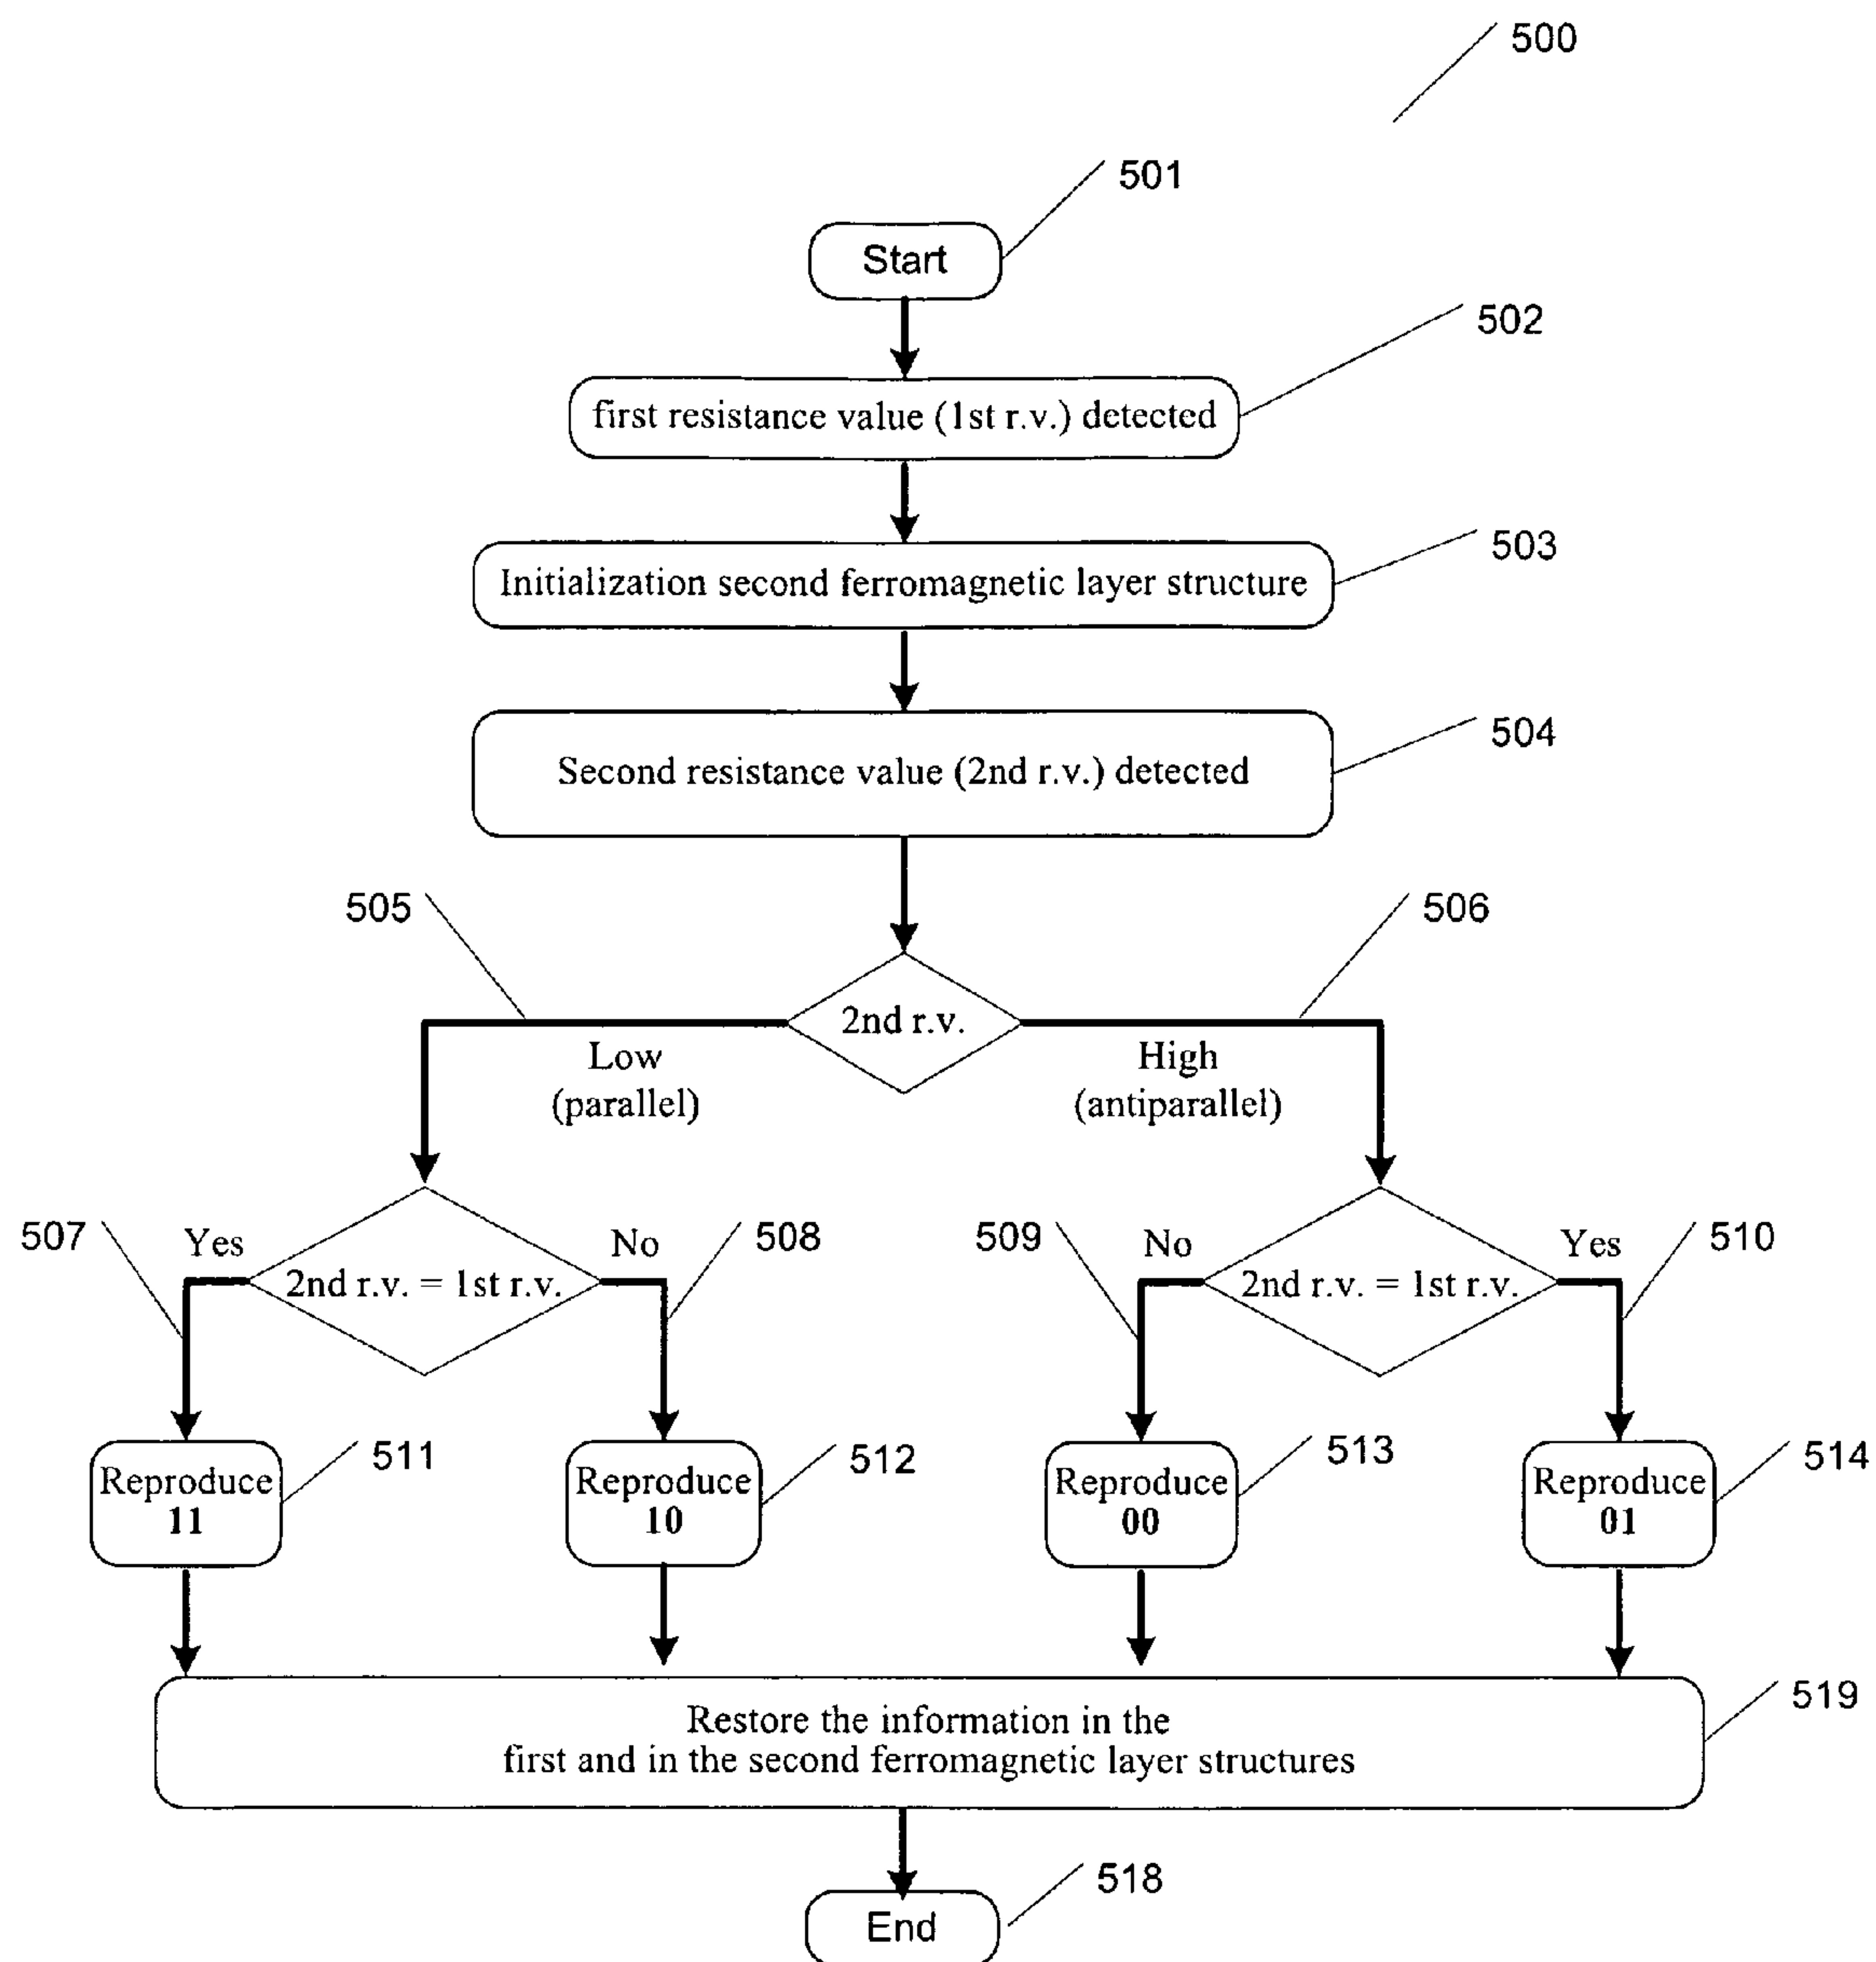 500
501
Start
502
first resistance value (1st r.v.) detected
503
Initialization second ferromagnetic layer structure
504
Second resistance value (2nd r.v.) detected
505
506
2nd r.v.
Low
(parallel)
High
(antiparallel)
507
Yes
No
508
509
No
Yes
510
2nd r.v. = 1st r.v.
2nd r.v. = 1st r.v.
Reproduce
11
511
Reproduce
10
512
Reproduce
00
513
Reproduce
01
514
519
Restore the information in the
first and in the second ferromagnetic layer structures
518
End